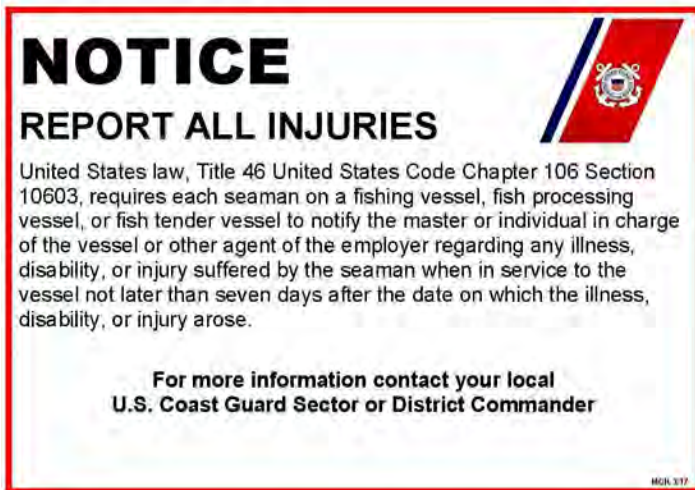 NOTICE
REPORT ALL INJURIES
United States law, Title 46 United States Code Chapter 106 Section
10603, requires each seaman on a fishing vessel, fish processing
vessel, or fish tender vessel to notify the master or individual in charge
of the vessel or other agent of the employer regarding any illness,
disability, or injury suffered by the seaman when in service to the
vessel not later than seven days after the date on which the illness,
disability, or injury arose.
For more information contact your local
U.S. Coast Guard Sector or District Commander